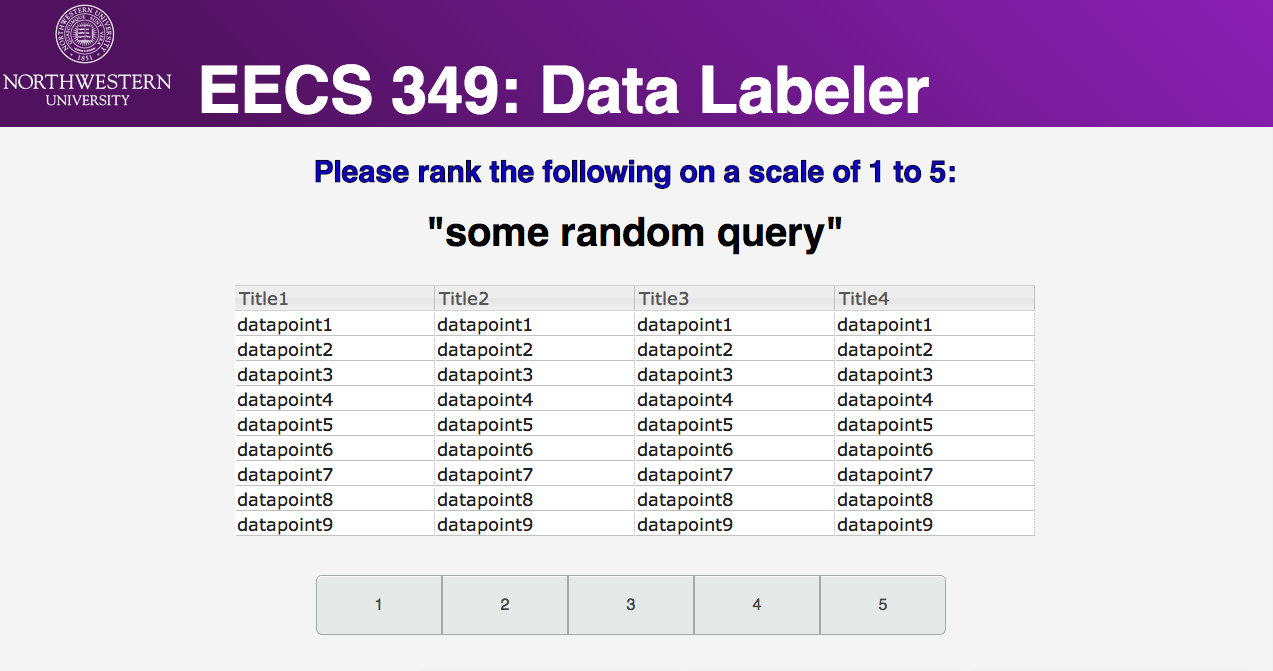 NORTHWESTERN
UNIVERSITY
EECS 349: Data Labeler
Please rank the following on a scale of 1 to 5:
"some random query"
Title1 Title2 Title3 Title4
datapoint1 datapoint1 datapoint1 datapoint1
datapoint2 datapoint2 datapoint2 datapoint2
datapoint3 datapoint3 datapoint3 datapoint3
datapoint4 datapoint4 datapoint4 datapoint4
datapoint5 datapoint5 datapoint5 datapoint5
datapoint6 datapoint6 datapoint6 datapoint6
datapoint7 datapoint7 datapoint7 datapoint7
datapoint8 datapoint8 datapoint8 datapoint8
datapoint9 datapoint9 datapoint9 datapoint9
1 2 3 4 5